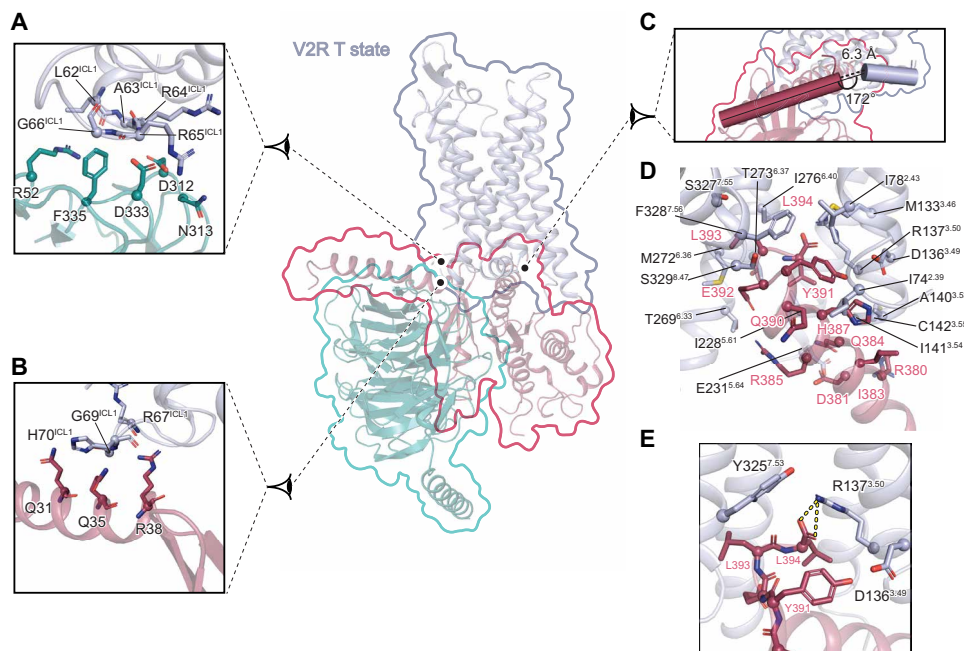 A
L62ICL1
A63ICL1
R64ICL1
G66ICL1
R65ICL1
R52
D312
F335
D333
N313
V2R T state
C
6.3 Å
172°
D
T2736.37
I2766.40
S3277.55
L394
I782.43
F3287.56
M1333.46
L393
R1373.50
M2726.36
D1363.49
S3298.47
I742.39
E392
Y391
A1403.53
T2696.33
Q390
H387
C1423.55
I2285.61
Q384
I1413.54
E2315.64
R385
R380
D381
I383
B
G69ICL1
R67ICL1
H70ICL1
Q31
Q35
R38
E
Y3257.53
R1373.50
L393
L394
D1363.49
Y391